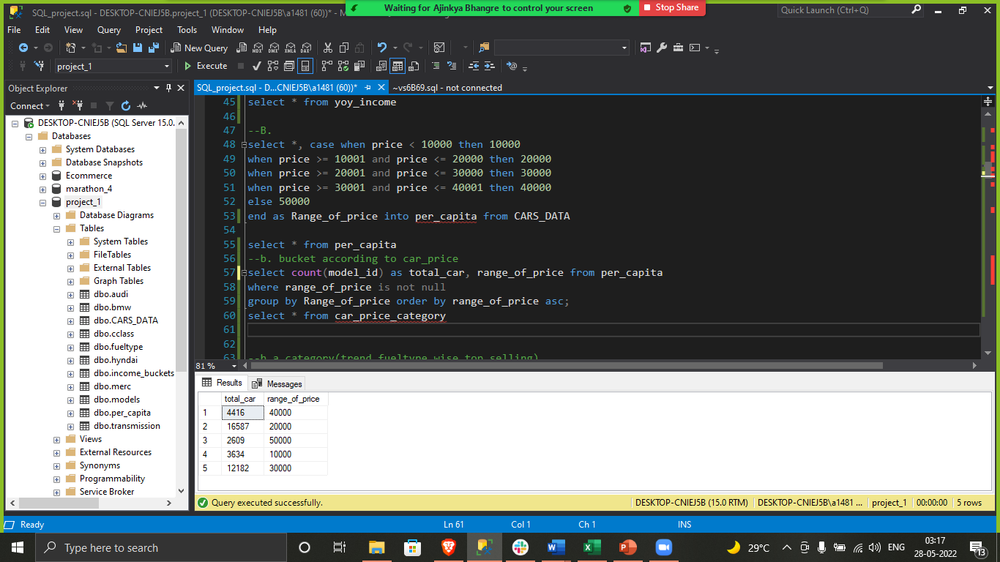 SQL_project.sql - DESKTOP-CNIEJ5B.project_1 (DESKTOP-CNIEJ5B\a1481 (60))* - M
Waiting for Ajinkya Bhangre to control your screen
Stop Share
Quick Launch (Ctrl+Q)
File Edit View Query Project Tools Window Help
New Query
MDX DMX XMLA DAX
project_1
Execute
Object Explorer
SQL_project.sql - D...CNIEJ5B\a1481 (60))*
~vs6B69.sql - not connected
Connect
DESKTOP-CNIEJ5B (SQL Server 15.0.
Databases
System Databases
Database Snapshots
Ecommerce
marathon_4
project_1
Database Diagrams
Tables
System Tables
FileTables
External Tables
Graph Tables
dbo.audi
dbo.bmw
dbo.CARS_DATA
dbo.cclass
dbo.fueltype
dbo.hyndai
dbo.income_buckets
dbo.merc
dbo.models
dbo.per_capita
dbo.transmission
Views
External Resources
Synonyms
Programmability
Service Broker
45 select * from yoy_income
46
47 --B.
48 select *, case when price < 10000 then 10000
49 when price >= 10001 and price <= 20000 then 20000
50 when price >= 20001 and price <= 30000 then 30000
51 when price >= 30001 and price <= 40001 then 40000
52 else 50000
53 end as Range_of_price into per_capita from CARS_DATA
54
55 select * from per_capita
56 --b. bucket according to car_price
57 select count(model_id) as total_car, range_of_price from per_capita
58 where range_of_price is not null
59 group by Range_of_price order by range_of_price asc;
60 select * from car_price_category
61
62
63 --b.a category(trend fueltype wise top selling)
81 %
Results Messages
total_car range_of_price
1 4416 40000
2 16587 20000
3 2609 50000
4 3634 10000
5 12182 30000
Query executed successfully.
DESKTOP-CNIEJ5B (15.0 RTM) DESKTOP-CNIEJ5B\a1481 ... project_1 00:00:00 5 rows
Ready Ln 61 Col 1 Ch 1 INS
Type here to search
29°C
ENG
03:17
28-05-2022
13